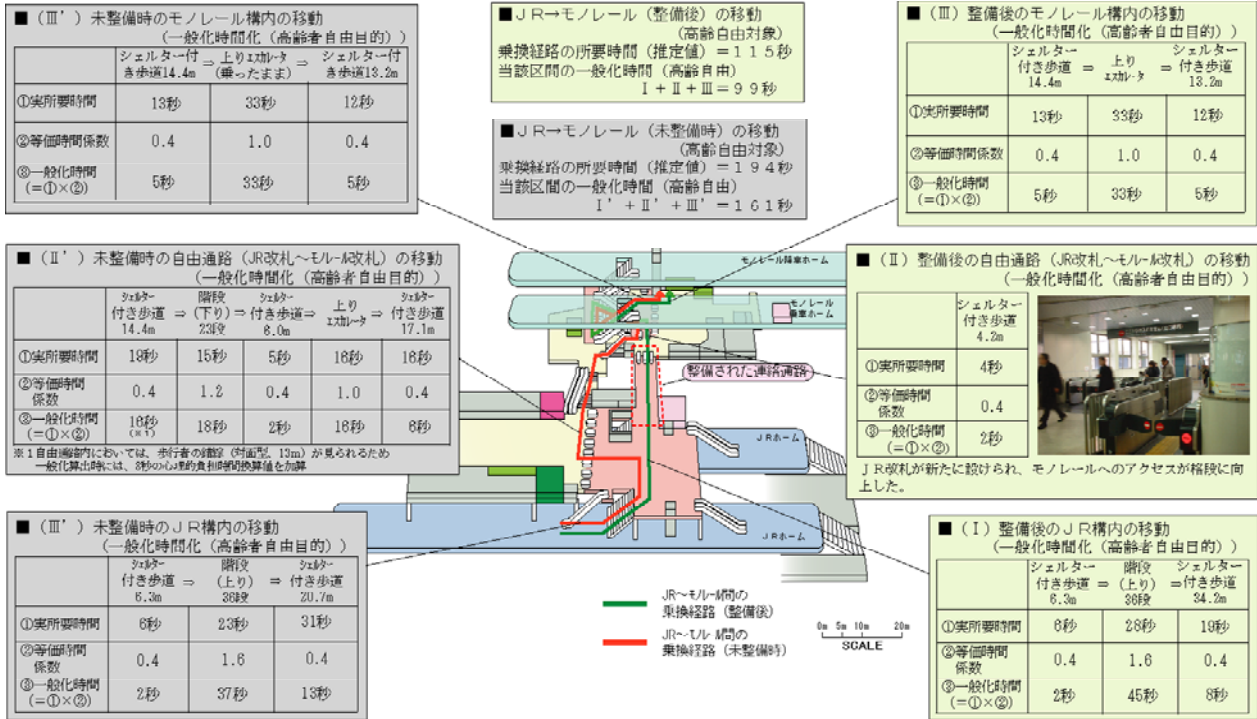 ■（Ⅲ’）未整備時のモノレール構内の移動
（一般化時間化（高齢者自由目的））
シェルター付き歩道14.4m ⇒ 上りｴｽｶﾚｰﾀ（乗ったまま） ⇒ シェルター付き歩道13.2m
①実所要時間 13秒 33秒 12秒
②等価時間係数 0.4 1.0 0.4
③一般化時間（=①×②） 5秒 33秒 5秒
■ＪＲ→モノレール（整備後）の移動
（高齢自由対象）
乗換経路の所要時間（推定値）＝１１５秒
当該区間の一般化時間（高齢自由）
Ⅰ＋Ⅱ＋Ⅲ＝９９秒
■ＪＲ→モノレール（未整備時）の移動
（高齢自由対象）
乗換経路の所要時間（推定値）＝１９４秒
当該区間の一般化時間（高齢自由）
Ⅰ’＋Ⅱ’＋Ⅲ’＝１６１秒
■（Ⅲ）整備後のモノレール構内の移動
（一般化時間化（高齢者自由目的））
シェルター付き歩道14.4m ⇒ 上りｴｽｶﾚｰﾀ ⇒ シェルター付き歩道13.2m
①実所要時間 13秒 33秒 12秒
②等価時間係数 0.4 1.0 0.4
③一般化時間（=①×②） 5秒 33秒 5秒
■（Ⅱ’）未整備時の自由通路（JR改札～ﾓﾉﾚｰﾙ改札）の移動
（一般化時間化（高齢者自由目的））
ｼｪﾙﾀｰ付き歩道14.4m ⇒ 階段（下り）23段 ⇒ ｼｪﾙﾀｰ付き歩道6.0m ⇒ 上りｴｽｶﾚｰﾀ ⇒ ｼｪﾙﾀｰ付き歩道17.1m
①実所要時間 19秒 15秒 5秒 16秒 16秒
②等価時間係数 0.4 1.2 0.4 1.0 0.4
③一般化時間（=①×②） 16秒（※1） 18秒 2秒 16秒 6秒
※１自由通路内においては、歩行者の錯綜（対面型、13m）が見られるため
一般化算出時には、8秒の心理的負担時間換算値を加算
モノレール降車ホーム
モノレール乗車ホーム
整備された連絡通路
ＪＲホーム
ＪＲホーム
■（Ⅱ）整備後の自由通路（JR改札～ﾓﾉﾚｰﾙ改札）の移動
（一般化時間化（高齢者自由目的））
シェルター付き歩道4.2m
①実所要時間 4秒
②等価時間係数 0.4
③一般化時間（=①×②） 2秒
ＪＲ改札が新たに設けられ、モノレールへのアクセスが格段に向
上した。
■（Ⅲ’）未整備時のＪＲ構内の移動
（一般化時間化（高齢者自由目的））
ｼｪﾙﾀｰ付き歩道6.3m ⇒ 階段（上り）36段 ⇒ ｼｪﾙﾀｰ付き歩道20.7m
①実所要時間 6秒 23秒 31秒
②等価時間係数 0.4 1.6 0.4
③一般化時間（=①×②） 2秒 37秒 13秒
JR～ﾓﾉﾚｰﾙ間の
乗換経路（整備後）
JR～ﾓﾉﾚｰﾙ間の
乗換経路（未整備時）
0m 5m 10m 20m
SCALE
■（Ⅰ）整備後のＪＲ構内の移動
（一般化時間化（高齢者自由目的））
シェルター付き歩道6.3m ⇒ 階段（上り）36段 ⇒ シェルター付き歩道34.2m
①実所要時間 6秒 28秒 19秒
②等価時間係数 0.4 1.6 0.4
③一般化時間（=①×②） 2秒 45秒 8秒